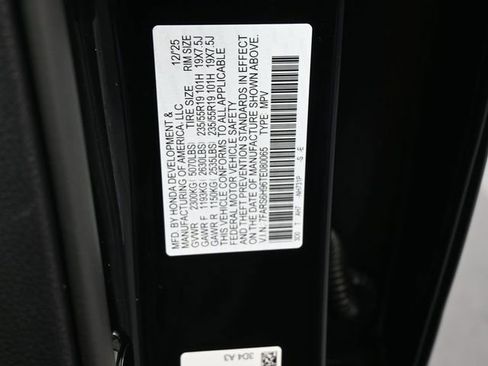 MFD. BY HONDA DEVELOPMENT & 12/25
MANUFACTURING OF AMERICA, LLC
TIRE SIZE RIM SIZE
GVWR 2300KG( 5070LBS)
GAWR F 1193KG( 2630LBS) 235/55R19 101H 19X7.5J
GAWR R 1150KG( 2535LBS) 235/55R19 101H 19X7.5J
THIS VEHICLE CONFORMS TO ALL APPLICABLE
FEDERAL MOTOR VEHICLE SAFETY
AND THEFT PREVENTION STANDARDS IN EFFECT
ON THE DATE OF MANUFACTURE SHOWN ABOVE.
V.I.N.: 7FARS6H96TE080065 TYPE: MPV
3D4 A3